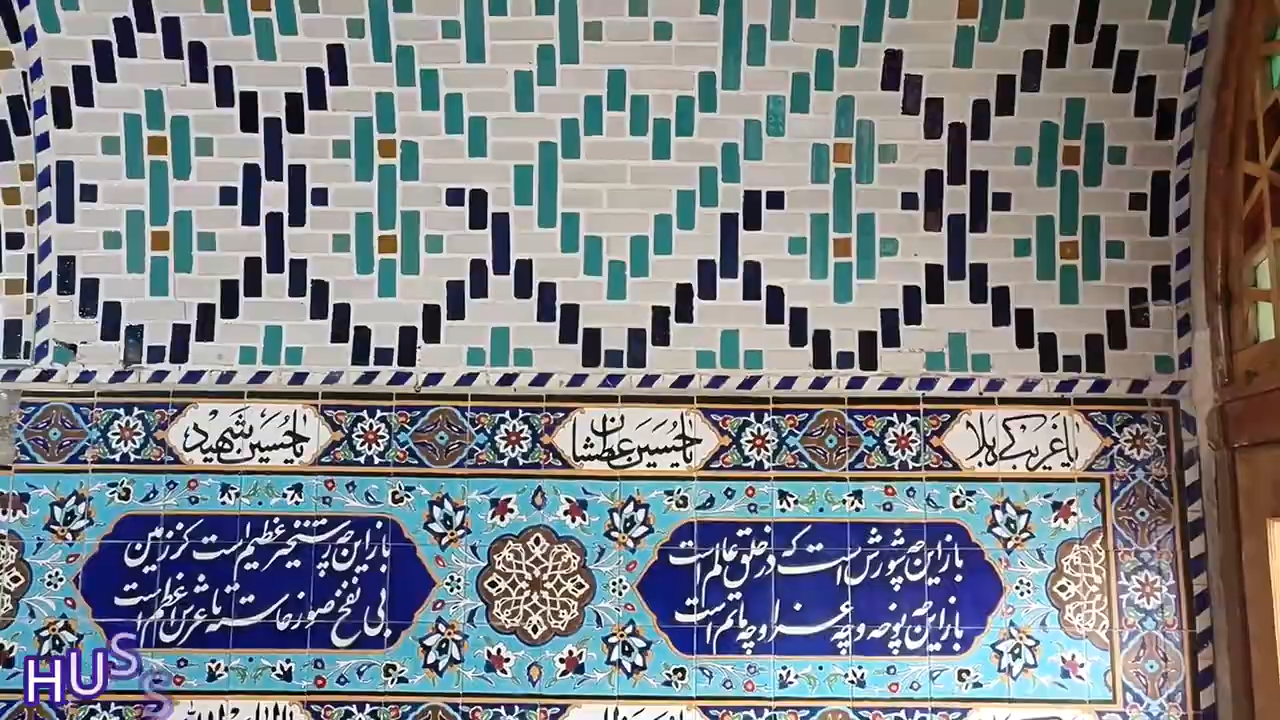 یا غریب کربلا
یا حسین عطشان
یا حسین شهید
باز این چه شورش است که در خلق عالم است
باز این چه نوحه و چه عزا و چه ماتم است
باز این چه رستخیز عظیم است کز زمین
بی نفخ صور خاسته تا عرش اعظم است
HUSS